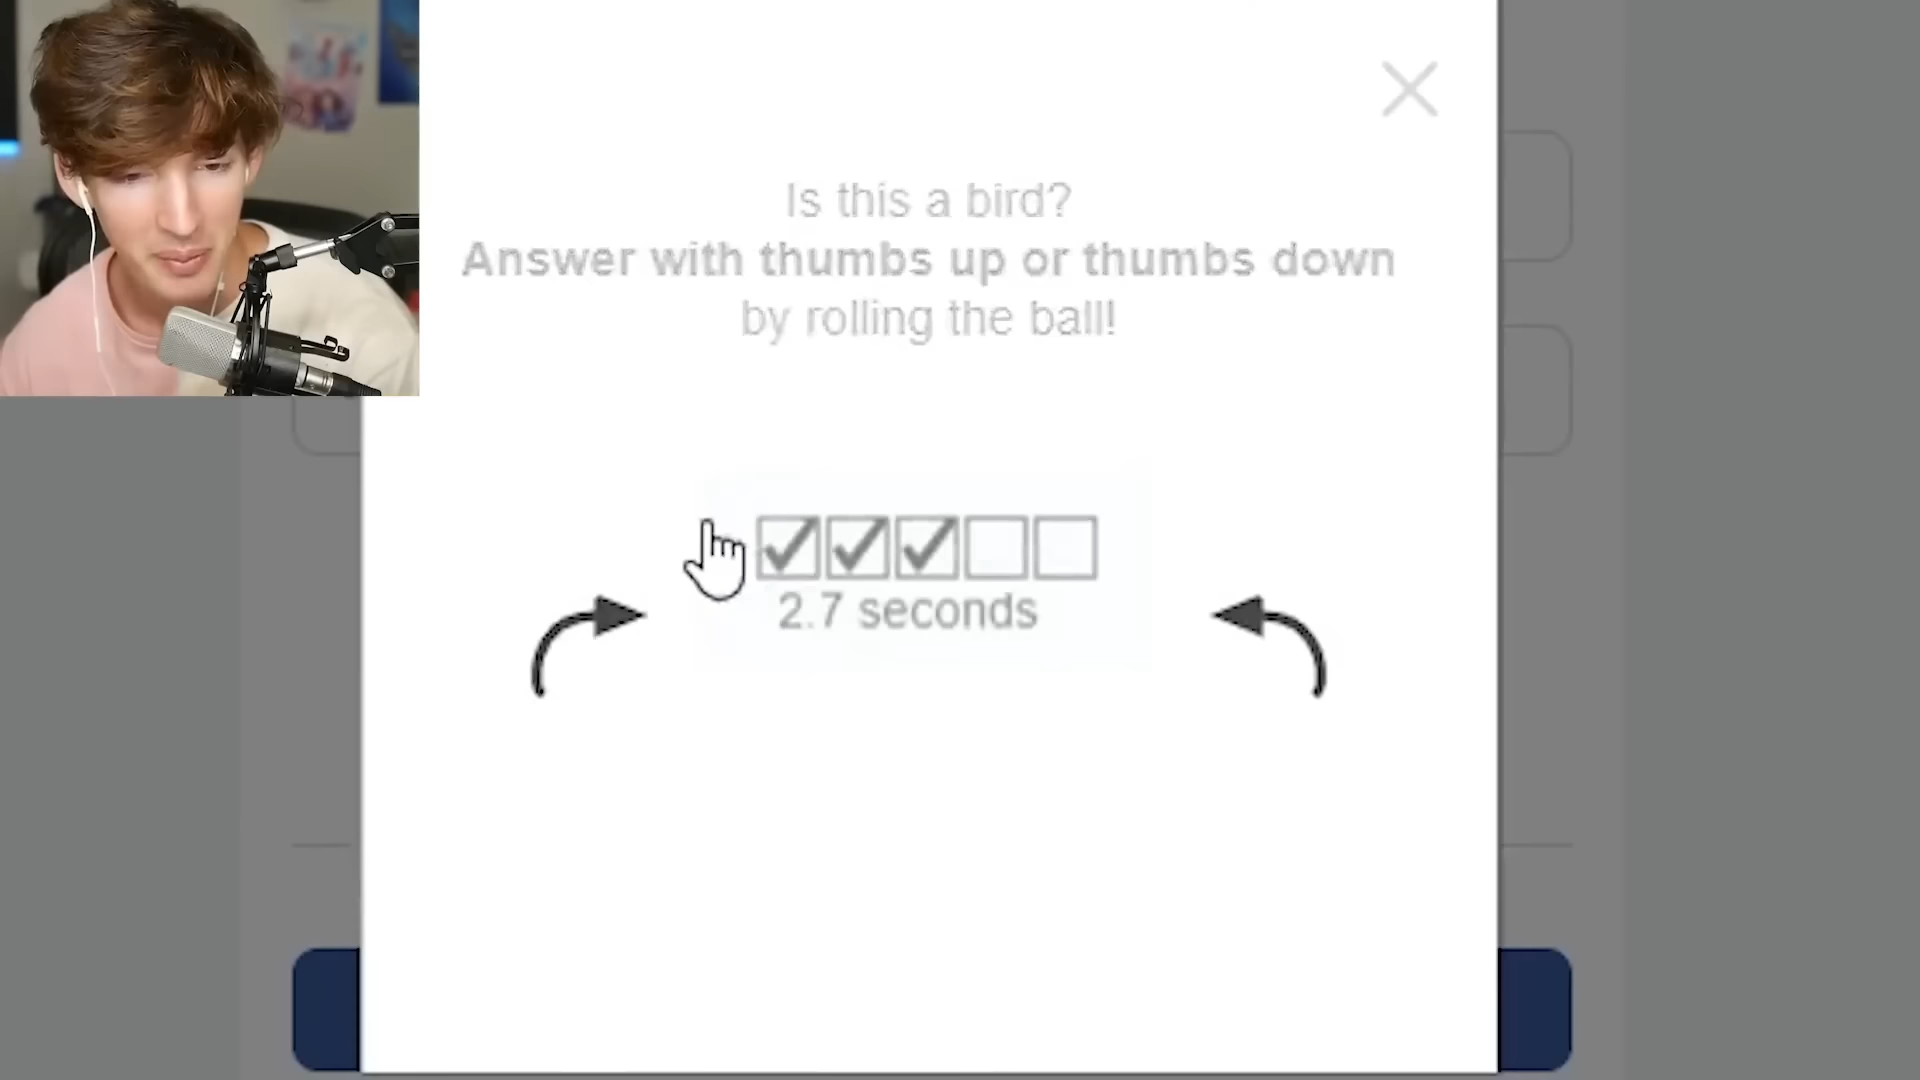 Is this a bird?
Answer with thumbs up or thumbs down
by rolling the ball!
2.7 seconds